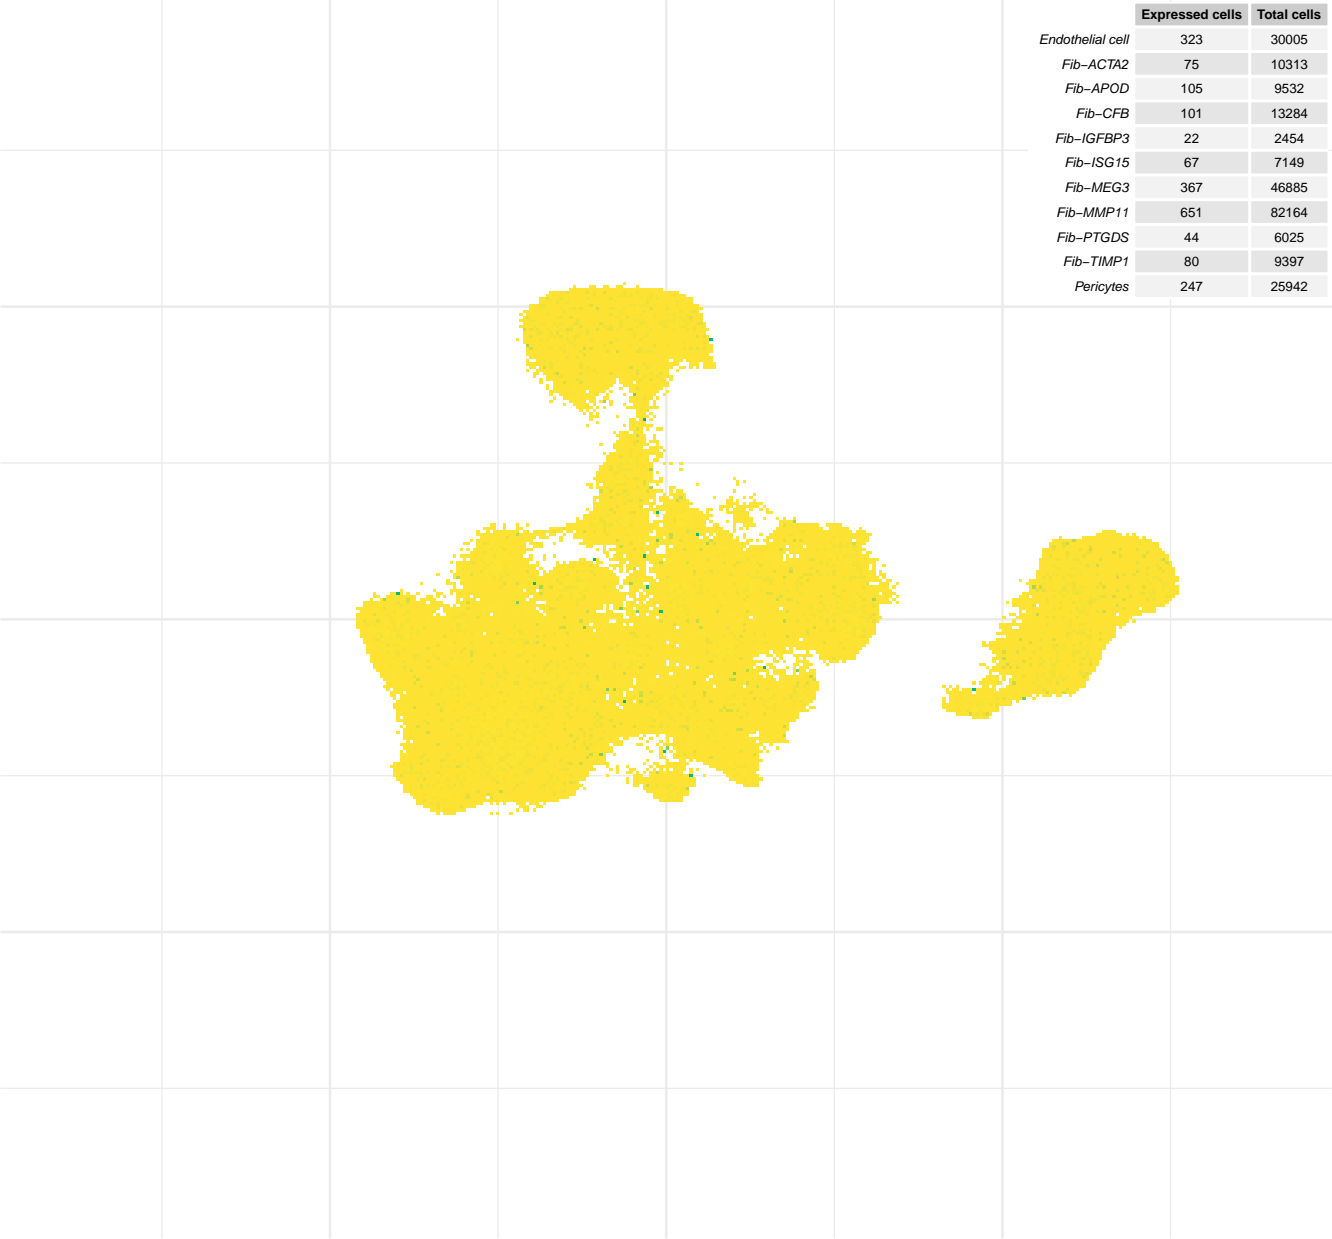 Expressed cells Total cells
Endothelial cell 323 30005
Fib−ACTA2 75 10313
Fib−APOD 105 9532
Fib−CFB 101 13284
Fib−IGFBP3 22 2454
Fib−ISG15 67 7149
Fib−MEG3 367 46885
Fib−MMP11 651 82164
Fib−PTGDS 44 6025
Fib−TIMP1 80 9397
Pericytes 247 25942